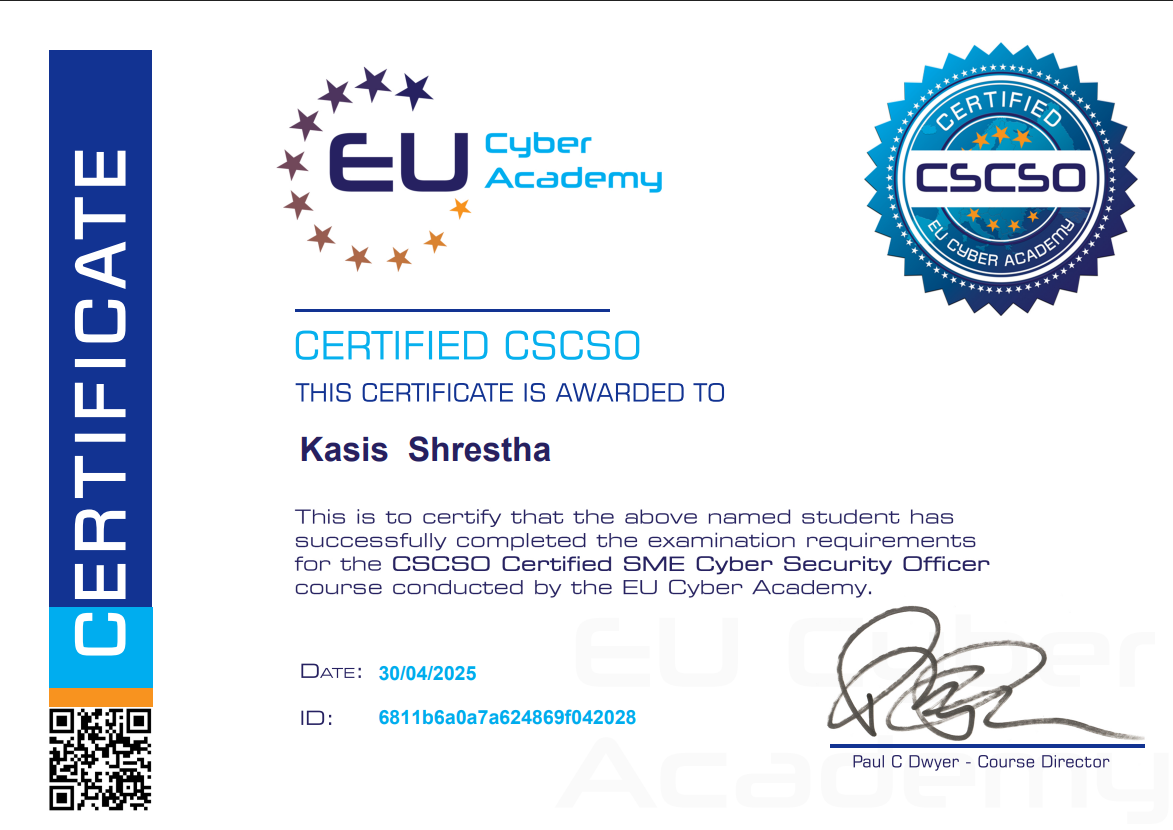 CERTIFICATE
EU Cyber
Academy
CERTIFIED
CSCSO
EU CYBER ACADEMY
CERTIFIED CSCSO
THIS CERTIFICATE IS AWARDED TO
Kasis Shrestha
This is to certify that the above named student has
successfully completed the examination requirements
for the CSCSO Certified SME Cyber Security Officer
course conducted by the EU Cyber Academy.
EU Cyber
Academy
DATE: 30/04/2025
ID: 6811b6a0a7a624869f042028
Paul C Dwyer - Course Director